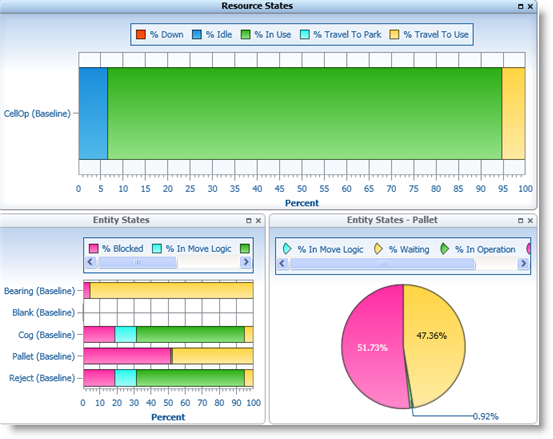 Resource States
% Down % Idle % In Use % Travel To Park % Travel To Use
CellOp (Baseline)
0 5 10 15 20 25 30 35 40 45 50 55 60 65 70 75 80 85 90 95 100
Percent
Entity States
% Blocked % In Move Logic
Bearing (Baseline)
Blank (Baseline)
Cog (Baseline)
Pallet (Baseline)
Reject (Baseline)
0 10 20 30 40 50 60 70 80 90 100
Percent
Entity States - Pallet
% In Move Logic % Waiting % In Operation
51.73%
47.36%
0.92%